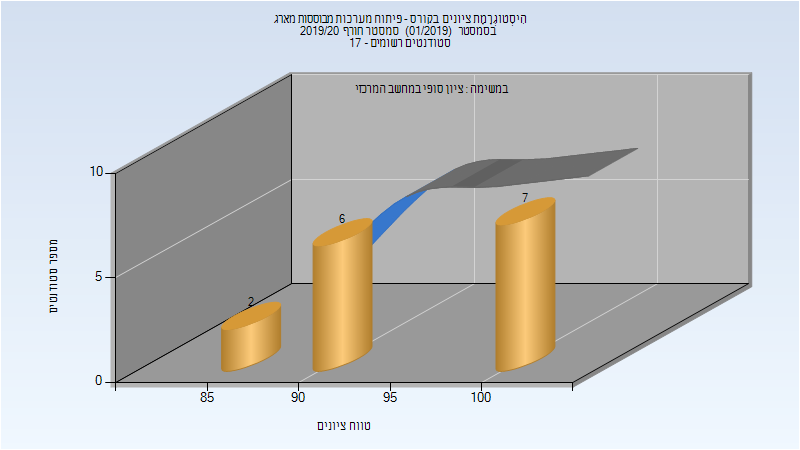 היסטוגרמת ציונים בקורס - פיתוח מערכות מבוססות מארג
בסמסטר (01/2019) סמסטר חורף 2019/20
סטודנטים רשומים - 17
במשימה : ציון סופי במחשב המרכזי
מספר סטודנטים
10
5
0
2
6
7
85
90
95
100
טווח ציונים